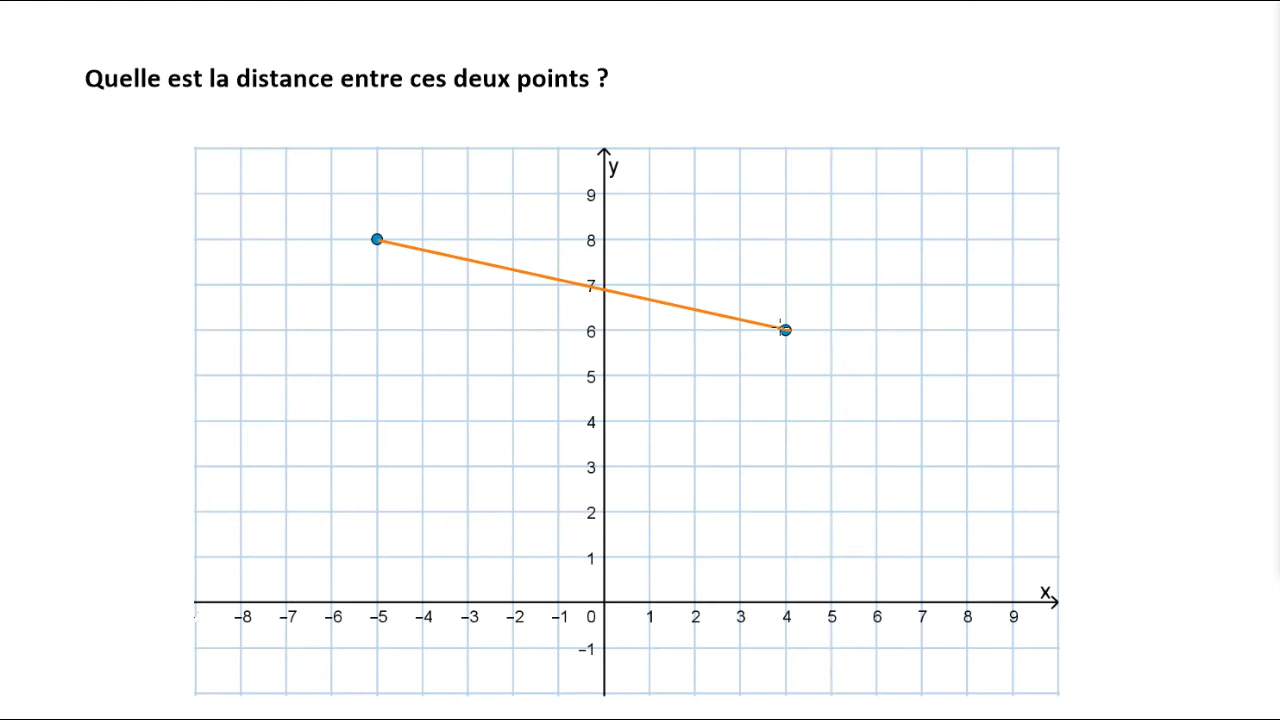 Quelle est la distance entre ces deux points ?
y
9
8
7
6
5
4
3
2
1
x
−8 −7 −6 −5 −4 −3 −2 −1 0 1 2 3 4 5 6 7 8 9
−1